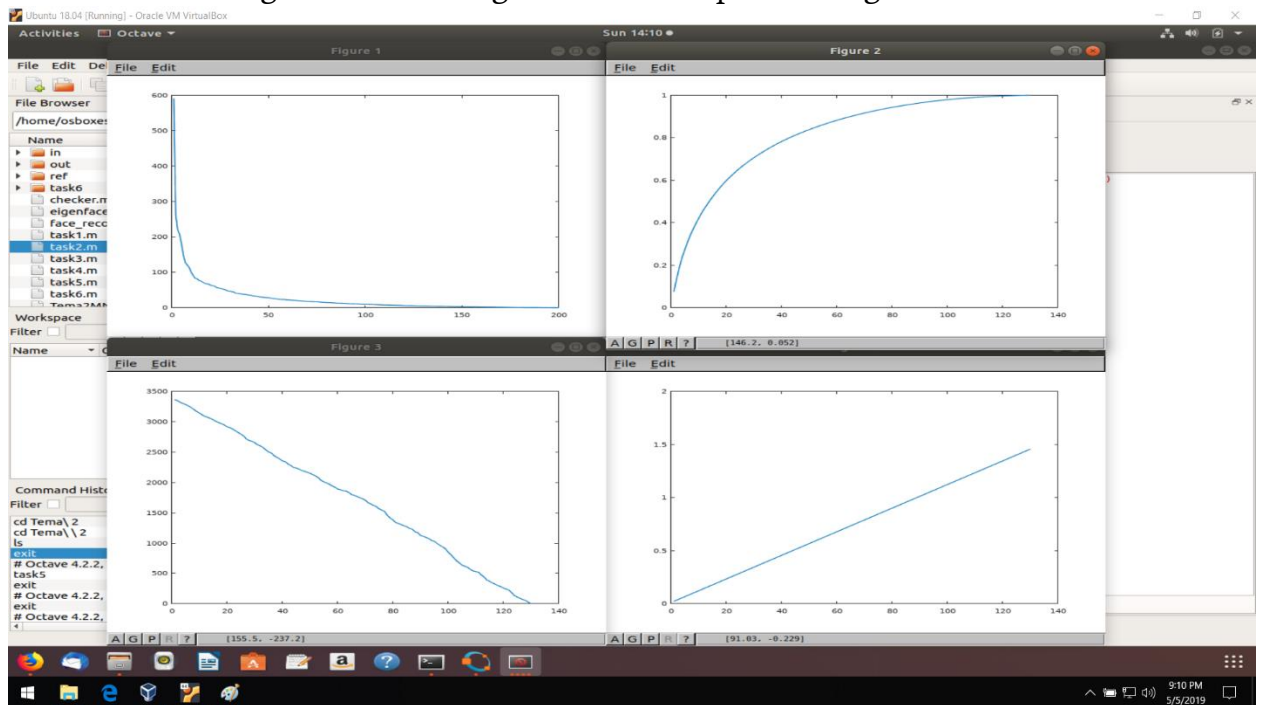 Ubuntu 18.04 [Running] - Oracle VM VirtualBox
Activities Octave Sun 14:10
Figure 1
Figure 2
File Edit
File Edit
File Edit
File Browser
/home/osboxes
Name
in
out
ref
task6
checker.m
eigenface
face_reco
task1.m
task2.m
task3.m
task4.m
task5.m
task6.m
Workspace
Filter
Name
Command Histo
Filter
cd Tema\ 2
cd Tema\\2
ls
exit
# Octave 4.2.2,
task5
exit
# Octave 4.2.2,
exit
# Octave 4.2.2,
600
500
400
300
200
100
0
0 50 100 150 200
1
0.8
0.6
0.4
0.2
0
0 20 40 60 80 100 120 140
A G P R ? [146.2, 0.052]
Figure 3
File Edit
3500
3000
2500
2000
1500
1000
500
0
0 20 40 60 80 100 120 140
A G P R ? [155.5, -237.2]
File Edit
2
1.5
1
0.5
0
0 20 40 60 80 100 120 140
A G P R ? [91.03, -0.229]
9:10 PM
5/5/2019